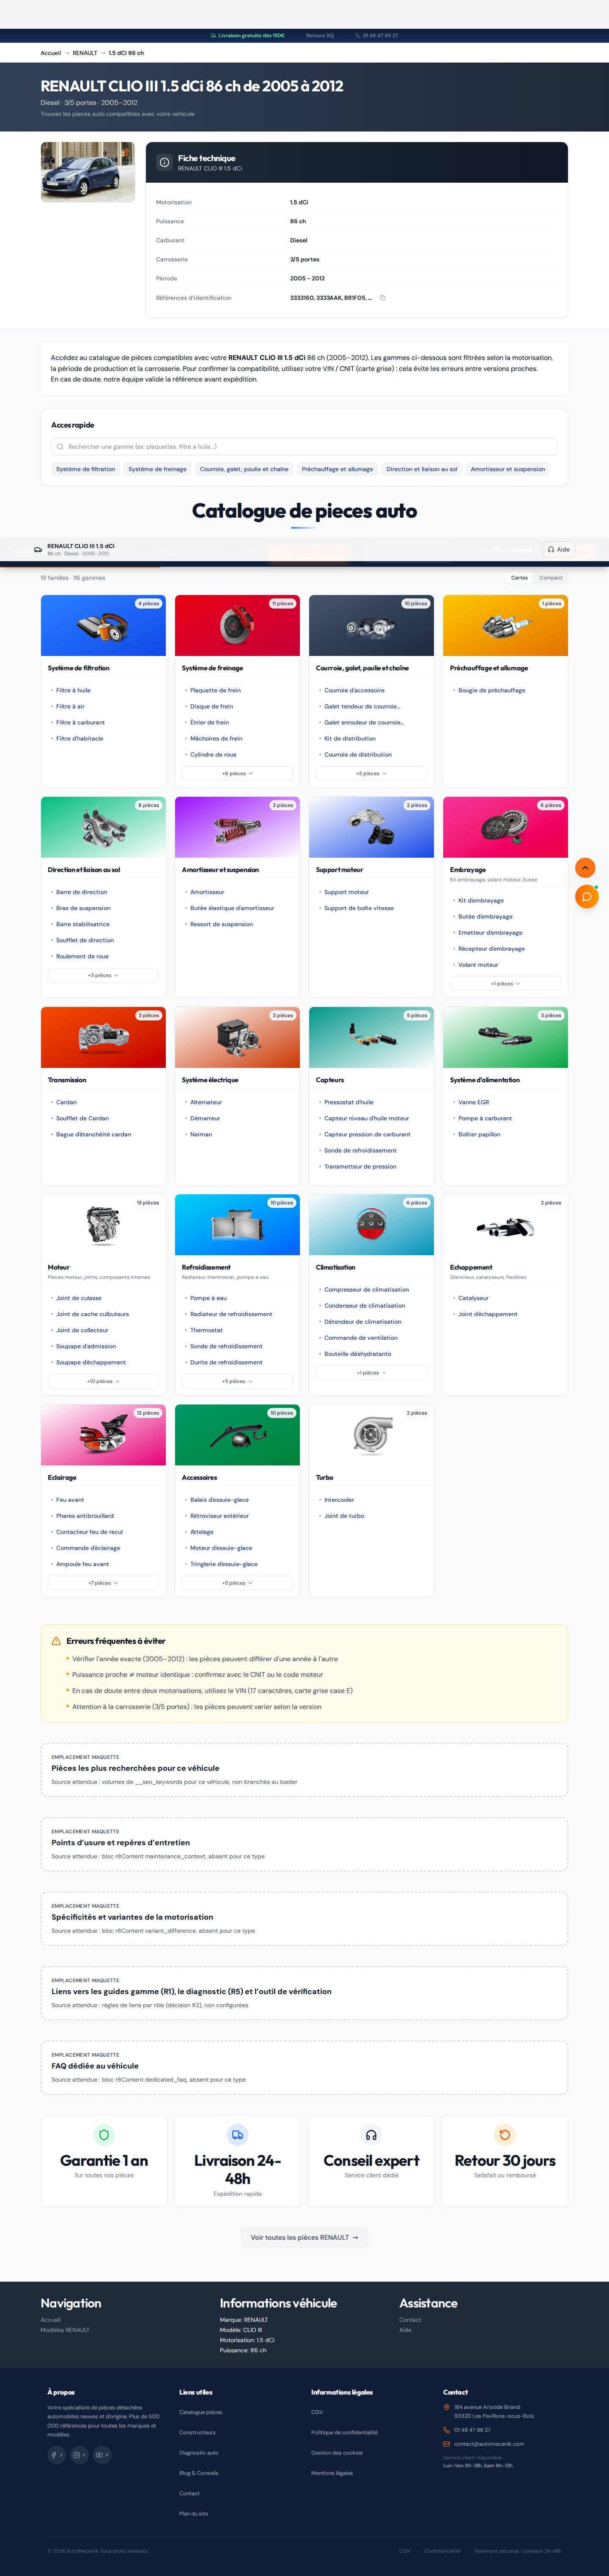 Livraison gratuite dès 150€ Retours 30j 01 48 47 96 27
Accueil → RENAULT → 1.5 dCi 86 ch
RENAULT CLIO III 1.5 dCi 86 ch de 2005 à 2012
Diesel · 3/5 portes · 2005–2012
Trouvez les pieces auto compatibles avec votre vehicule
Fiche technique
RENAULT CLIO III 1.5 dCi
Motorisation 1.5 dCi
Puissance 86 ch
Carburant Diesel
Carrosserie 3/5 portes
Période 2005 - 2012
Références d'identification 3333160, 3333AAK, BR1F05, ...
Accédez au catalogue de pièces compatibles avec votre RENAULT CLIO III 1.5 dCi 86 ch (2005–2012). Les gammes ci-dessous sont filtrées selon la motorisation,
la période de production et la carrosserie. Pour confirmer la compatibilité, utilisez votre VIN / CNIT (carte grise) : cela évite les erreurs entre versions proches.
En cas de doute, notre équipe valide la référence avant expédition.
Acces rapide
Rechercher une gamme (ex: plaquettes, filtre a huile...)
Système de filtration Système de freinage Courroie, galet, poulie et chaîne Préchauffage et allumage Direction et liaison au sol Amortisseur et suspension
Catalogue de pieces auto
RENAULT CLIO III 1.5 dCi
86 ch · Diesel · 2005–2012
Aide
19 familles · 116 gammes
Cartes Compact
4 pièces
Système de filtration
Filtre à huile
Filtre à air
Filtre à carburant
Filtre d'habitacle
11 pièces
Système de freinage
Plaquette de frein
Disque de frein
Étrier de frein
Mâchoires de frein
Cylindre de roue
+6 pièces
10 pièces
Courroie, galet, poulie et chaîne
Courroie d'accessoire
Galet tendeur de courroie...
Galet enrouleur de courroie...
Kit de distribution
Courroie de distribution
+5 pièces
1 pièces
Préchauffage et allumage
Bougie de préchauffage
8 pièces
Direction et liaison au sol
Barre de direction
Bras de suspension
Barre stabilisatrice
Soufflet de direction
Roulement de roue
+3 pièces
3 pièces
Amortisseur et suspension
Amortisseur
Butée élastique d'amortisseur
Ressort de suspension
2 pièces
Support moteur
Support moteur
Support de boîte vitesse
6 pièces
Embrayage
Kit embrayage, volant moteur, butee
Kit d'embrayage
Butée d'embrayage
Emetteur d'embrayage
Récepteur d'embrayage
Volant moteur
+1 pièces
3 pièces
Transmission
Cardan
Soufflet de Cardan
Bague d'étanchéité cardan
3 pièces
Système électrique
Alternateur
Démarreur
Neiman
5 pièces
Capteurs
Pressostat d'huile
Capteur niveau d'huile moteur
Capteur pression de carburant
Sonde de refroidissement
Transmetteur de pression
3 pièces
Système d'alimentation
Vanne EGR
Pompe à carburant
Boîtier papillon
15 pièces
Moteur
Pieces moteur, joints, composants internes
Joint de culasse
Joint de cache culbuteurs
Joint de collecteur
Soupape d'admission
Soupape d'échappement
+10 pièces
10 pièces
Refroidissement
Radiateur, thermostat, pompe a eau
Pompe à eau
Radiateur de refroidissement
Thermostat
Sonde de refroidissement
Durite de refroidissement
+5 pièces
6 pièces
Climatisation
Compresseur de climatisation
Condenseur de climatisation
Détendeur de climatisation
Commande de ventilation
Bouteille déshydratante
+1 pièces
2 pièces
Echappement
Silencieux, catalyseurs, flexibles
Catalyseur
Joint d'échappement
12 pièces
Eclairage
Feu avant
Phares antibrouillard
Contacteur feu de recul
Commande d'éclairage
Ampoule feu avant
+7 pièces
10 pièces
Accessoires
Balais d'essuie-glace
Rétroviseur extérieur
Attelage
Moteur d'essuie-glace
Tringlerie d'essuie-glace
+5 pièces
2 pièces
Turbo
Intercooler
Joint de turbo
Erreurs fréquentes à éviter
Vérifier l'année exacte (2005–2012) : les pièces peuvent différer d'une année à l'autre
Puissance proche ≠ moteur identique : confirmez avec le CNIT ou le code moteur
En cas de doute entre deux motorisations, utilisez le VIN (17 caractères, carte grise case E)
Attention à la carrosserie (3/5 portes) : les pièces peuvent varier selon la version
EMPLACEMENT MAQUETTE
Pièces les plus recherchées pour ce véhicule
Source attendue : volumes de __seo_keywords pour ce véhicule, non branchés au loader
EMPLACEMENT MAQUETTE
Points d'usure et repères d'entretien
Source attendue : bloc r8Content maintenance_context, absent pour ce type
EMPLACEMENT MAQUETTE
Spécificités et variantes de la motorisation
Source attendue : bloc r8Content variant_difference, absent pour ce type
EMPLACEMENT MAQUETTE
Liens vers les guides gamme (R1), le diagnostic (R5) et l'outil de vérification
Source attendue : règles de liens par rôle (décision 82), non configurées
EMPLACEMENT MAQUETTE
FAQ dédiée au véhicule
Source attendue : bloc r8Content dedicated_faq, absent pour ce type
Garantie 1 an
Sur toutes nos pièces
Livraison 24-
48h
Expédition rapide
Conseil expert
Service client dédié
Retour 30 jours
Satisfait ou remboursé
Voir toutes les pièces RENAULT →
Navigation
Accueil
Modèles RENAULT
Informations véhicule
Marque: RENAULT
Modèle: CLIO III
Motorisation: 1.5 dCi
Puissance: 86 ch
Assistance
Contact
Aide
À propos
Votre spécialiste de pièces détachées
automobiles neuves et d'origine. Plus de 500
000 références pour toutes les marques et
modèles.
Liens utiles
Catalogue pièces
Constructeurs
Diagnostic auto
Blog & Conseils
Contact
Plan du site
Informations légales
CGV
Politique de confidentialité
Gestion des cookies
Mentions légales
Contact
184 avenue Aristide Briand
93320 Les Pavillons-sous-Bois
01 48 47 96 27
contact@automecanik.com
Service client disponible
Lun-Ven 9h-18h, Sam 9h-13h
© 2026 AutoMecanik. Tous droits réservés.
CGV Confidentialité Paiement sécurisé · Livraison 24-48h